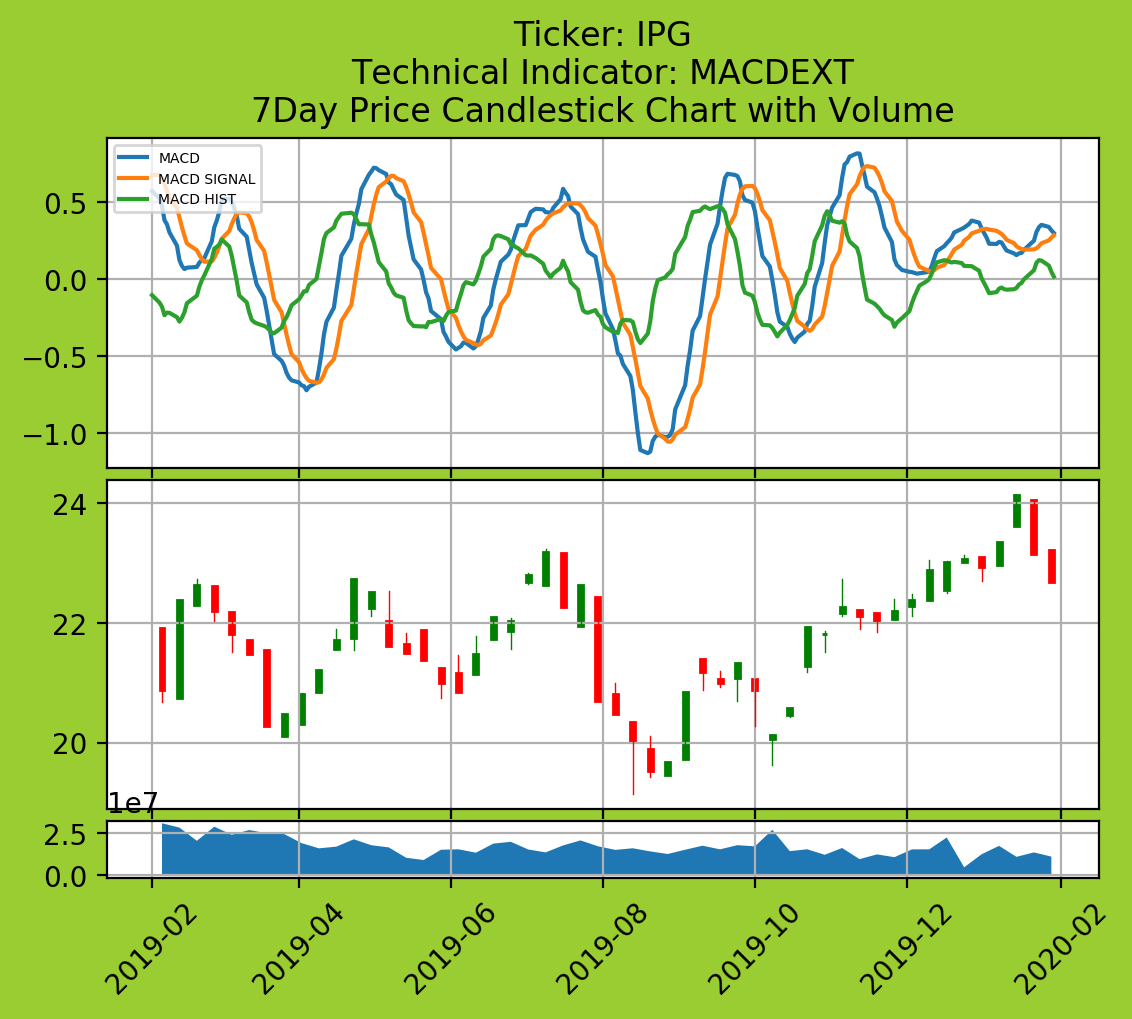 Ticker: IPG
Technical Indicator: MACDEXT
7Day Price Candlestick Chart with Volume
MACD
MACD SIGNAL
MACD HIST
0.5
0.0
−0.5
−1.0
24
22
20
1e7
2.5
0.0
2019-02
2019-04
2019-06
2019-08
2019-10
2019-12
2020-02